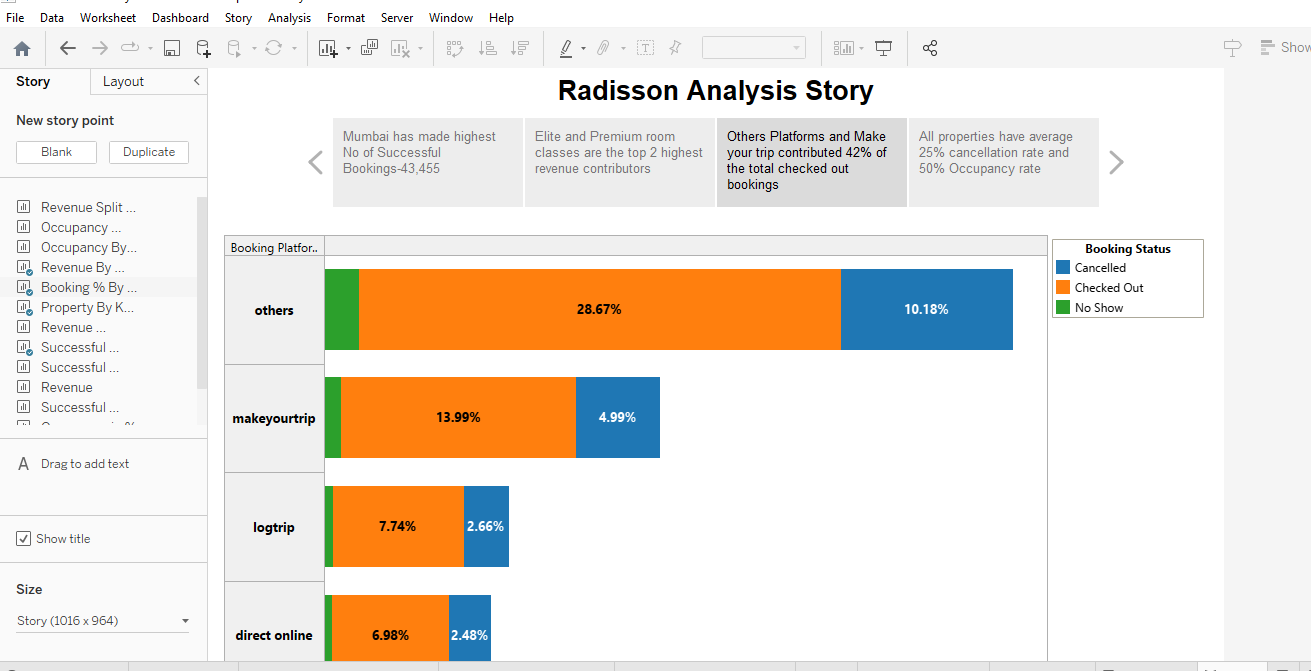 File Data Worksheet Dashboard Story Analysis Format Server Window Help
Show
Story Layout
New story point
Blank Duplicate
Revenue Split ...
Occupancy ...
Occupancy By...
Revenue By ...
Booking % By ...
Property By K...
Revenue ...
Successful ...
Successful ...
Revenue
Successful ...
A Drag to add text
Show title
Size
Story (1016 x 964)
Radisson Analysis Story
Mumbai has made highest
No of Successful
Bookings-43,455
Elite and Premium room
classes are the top 2 highest
revenue contributors
Others Platforms and Make
your trip contributed 42% of
the total checked out
bookings
All properties have average
25% cancellation rate and
50% Occupancy rate
Booking Platfor..
others 28.67% 10.18%
makeyourtrip 13.99% 4.99%
logtrip 7.74% 2.66%
direct online 6.98% 2.48%
Booking Status
Cancelled
Checked Out
No Show